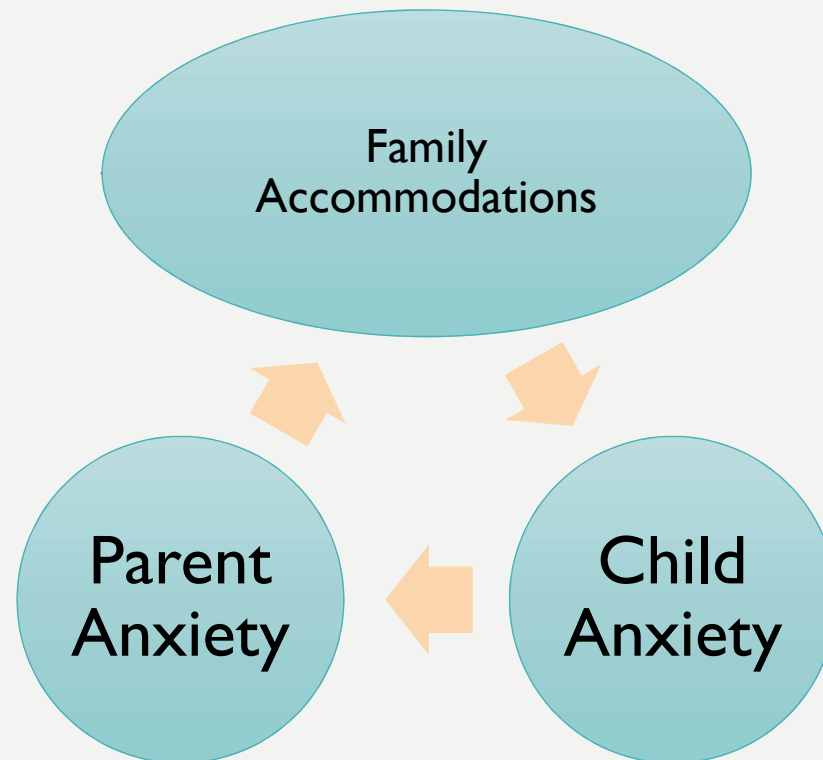 Family
Accommodations
Parent
Anxiety
Child
Anxiety